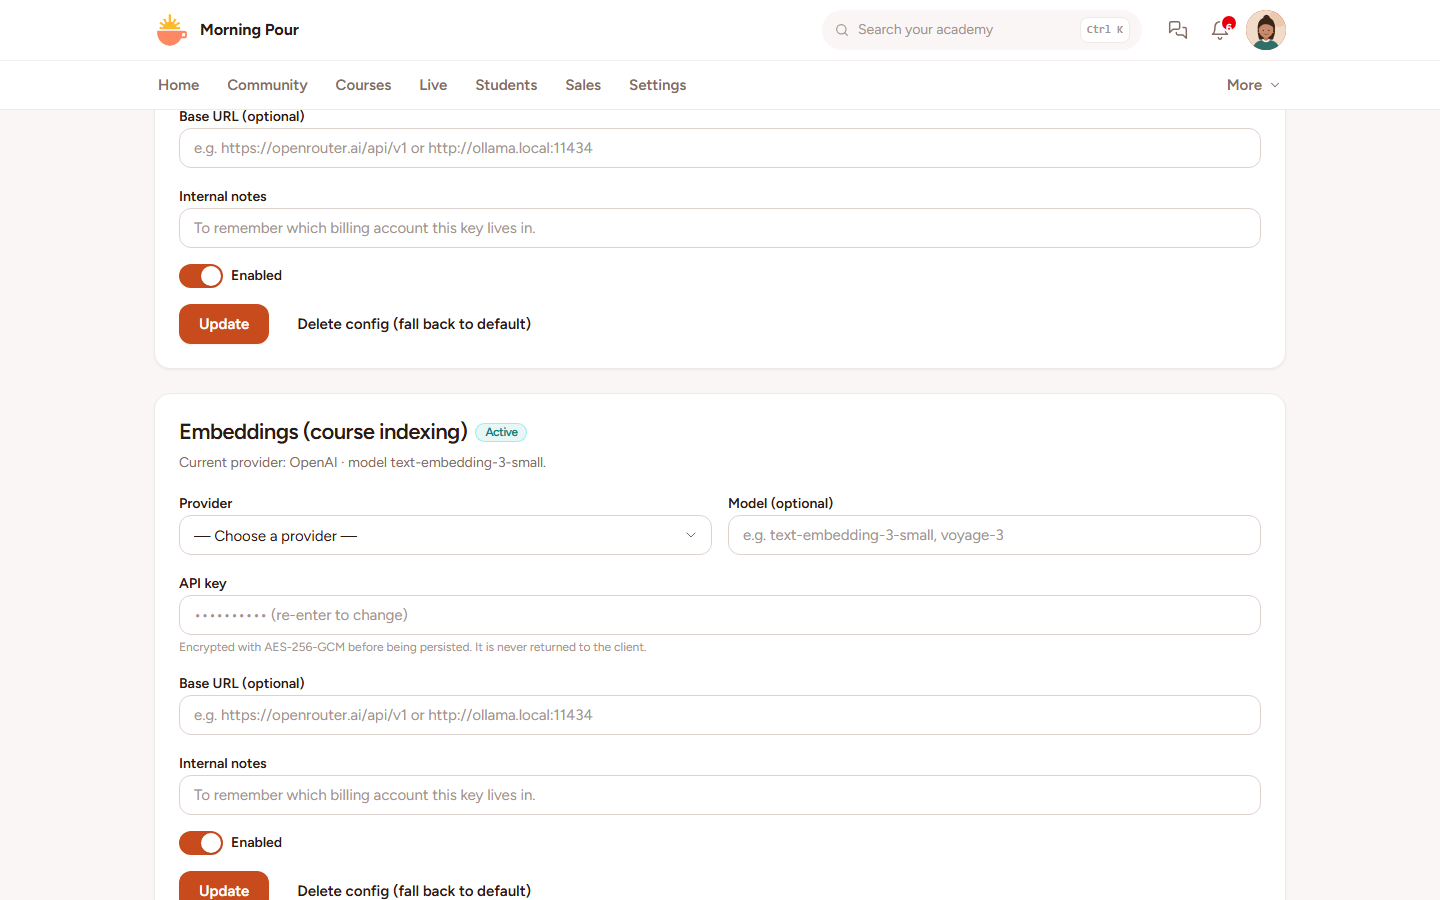 Morning Pour
Search your academy
Ctrl K
6
Home
Community
Courses
Live
Students
Sales
Settings
More
Base URL (optional)
e.g. https://openrouter.ai/api/v1 or http://ollama.local:11434
Internal notes
To remember which billing account this key lives in.
Enabled
Update
Delete config (fall back to default)
Embeddings (course indexing)
Active
Current provider: OpenAI · model text-embedding-3-small.
Provider
Model (optional)
— Choose a provider —
e.g. text-embedding-3-small, voyage-3
API key
•••••••••• (re-enter to change)
Encrypted with AES-256-GCM before being persisted. It is never returned to the client.
Base URL (optional)
e.g. https://openrouter.ai/api/v1 or http://ollama.local:11434
Internal notes
To remember which billing account this key lives in.
Enabled
Update
Delete config (fall back to default)